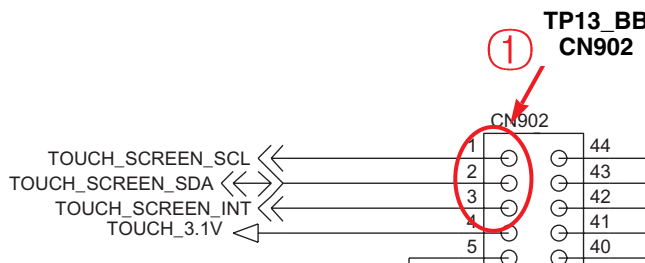 TP13_BB
CN902
1
CN902
TOUCH_SCREEN_SCL 1 44
TOUCH_SCREEN_SDA 2 43
TOUCH_SCREEN_INT 3 42
TOUCH_3.1V 4 41
5 40